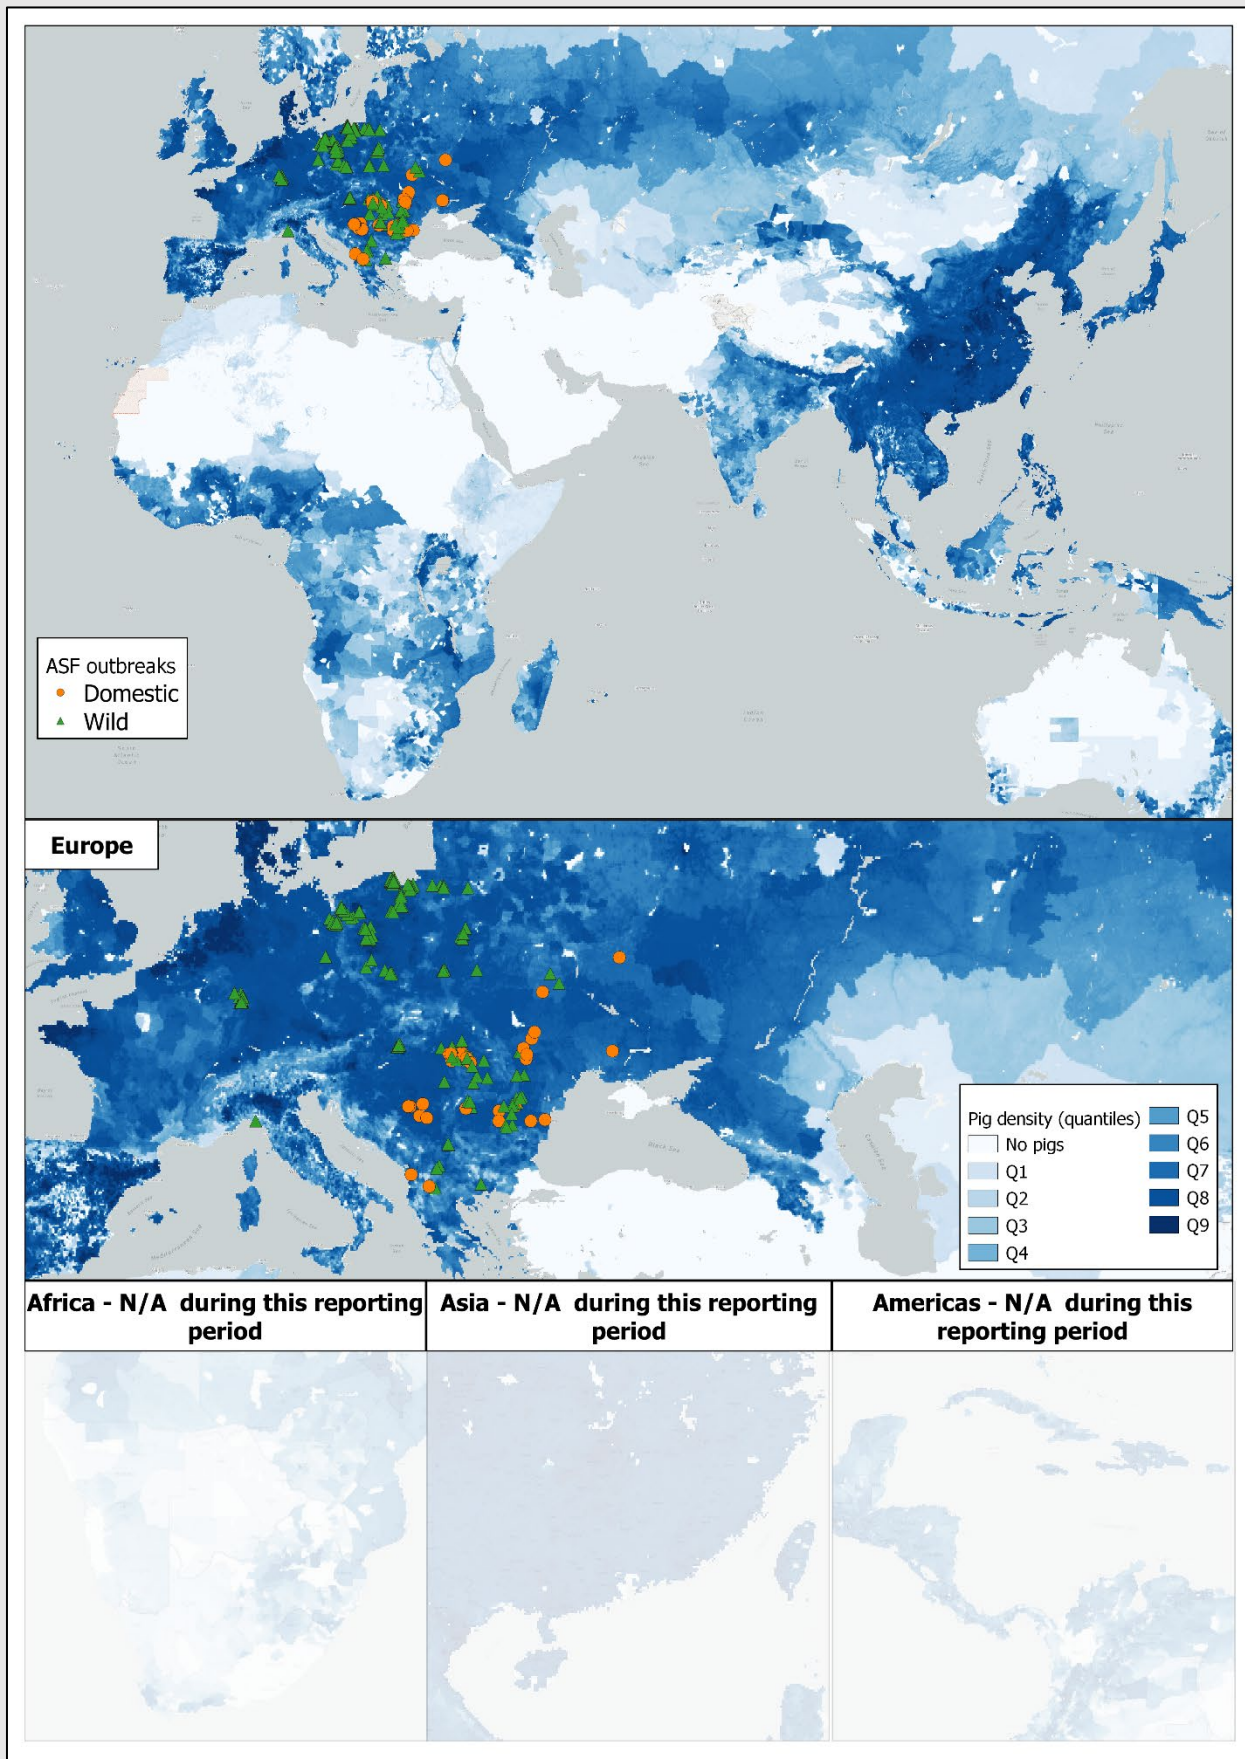 ASF outbreaks
Domestic
Wild
Europe
Pig density (quantiles)
No pigs
Q1
Q2
Q3
Q4
Q5
Q6
Q7
Q8
Q9
Africa - N/A during this reporting
period
Asia - N/A during this reporting
period
Americas - N/A during this
reporting period